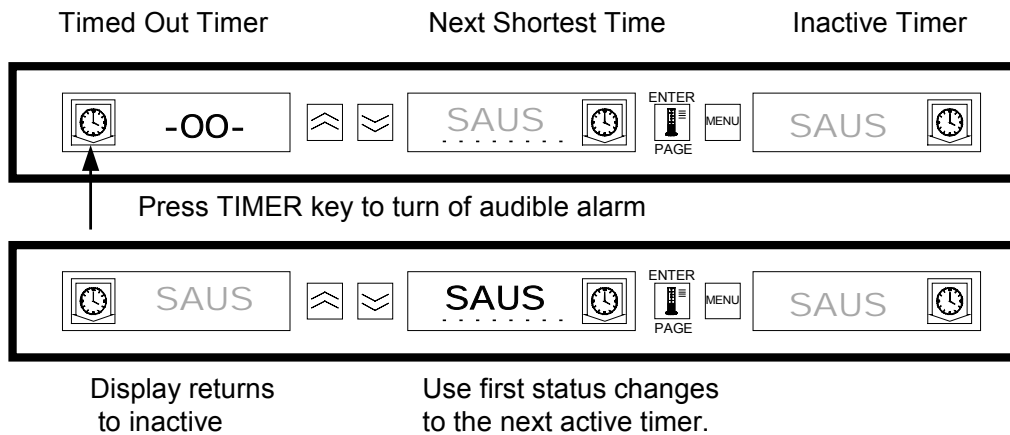 Timed Out Timer Next Shortest Time Inactive Timer
ENTER
-OO- SAUS MENU SAUS
PAGE
Press TIMER key to turn of audible alarm
ENTER
SAUS SAUS MENU SAUS
PAGE
Display returns Use first status changes
to inactive to the next active timer.